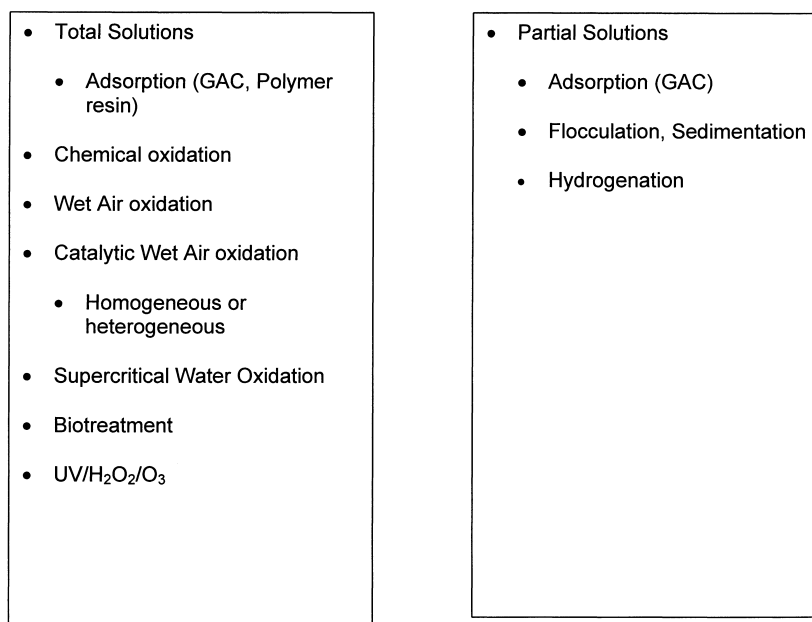 • Total Solutions
• Adsorption (GAC, Polymer
resin)
• Chemical oxidation
• Wet Air oxidation
• Catalytic Wet Air oxidation
• Homogeneous or
heterogeneous
• Supercritical Water Oxidation
• Biotreatment
• UV/H₂O₂/O₃
• Partial Solutions
• Adsorption (GAC)
• Flocculation, Sedimentation
• Hydrogenation